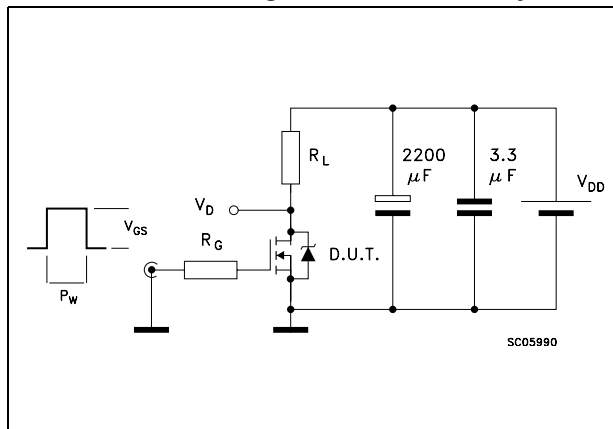 2200
μF
3.3
μF
R_L
V_DD
V_D
V_GS
R_G
D.U.T.
P_W
SC05990